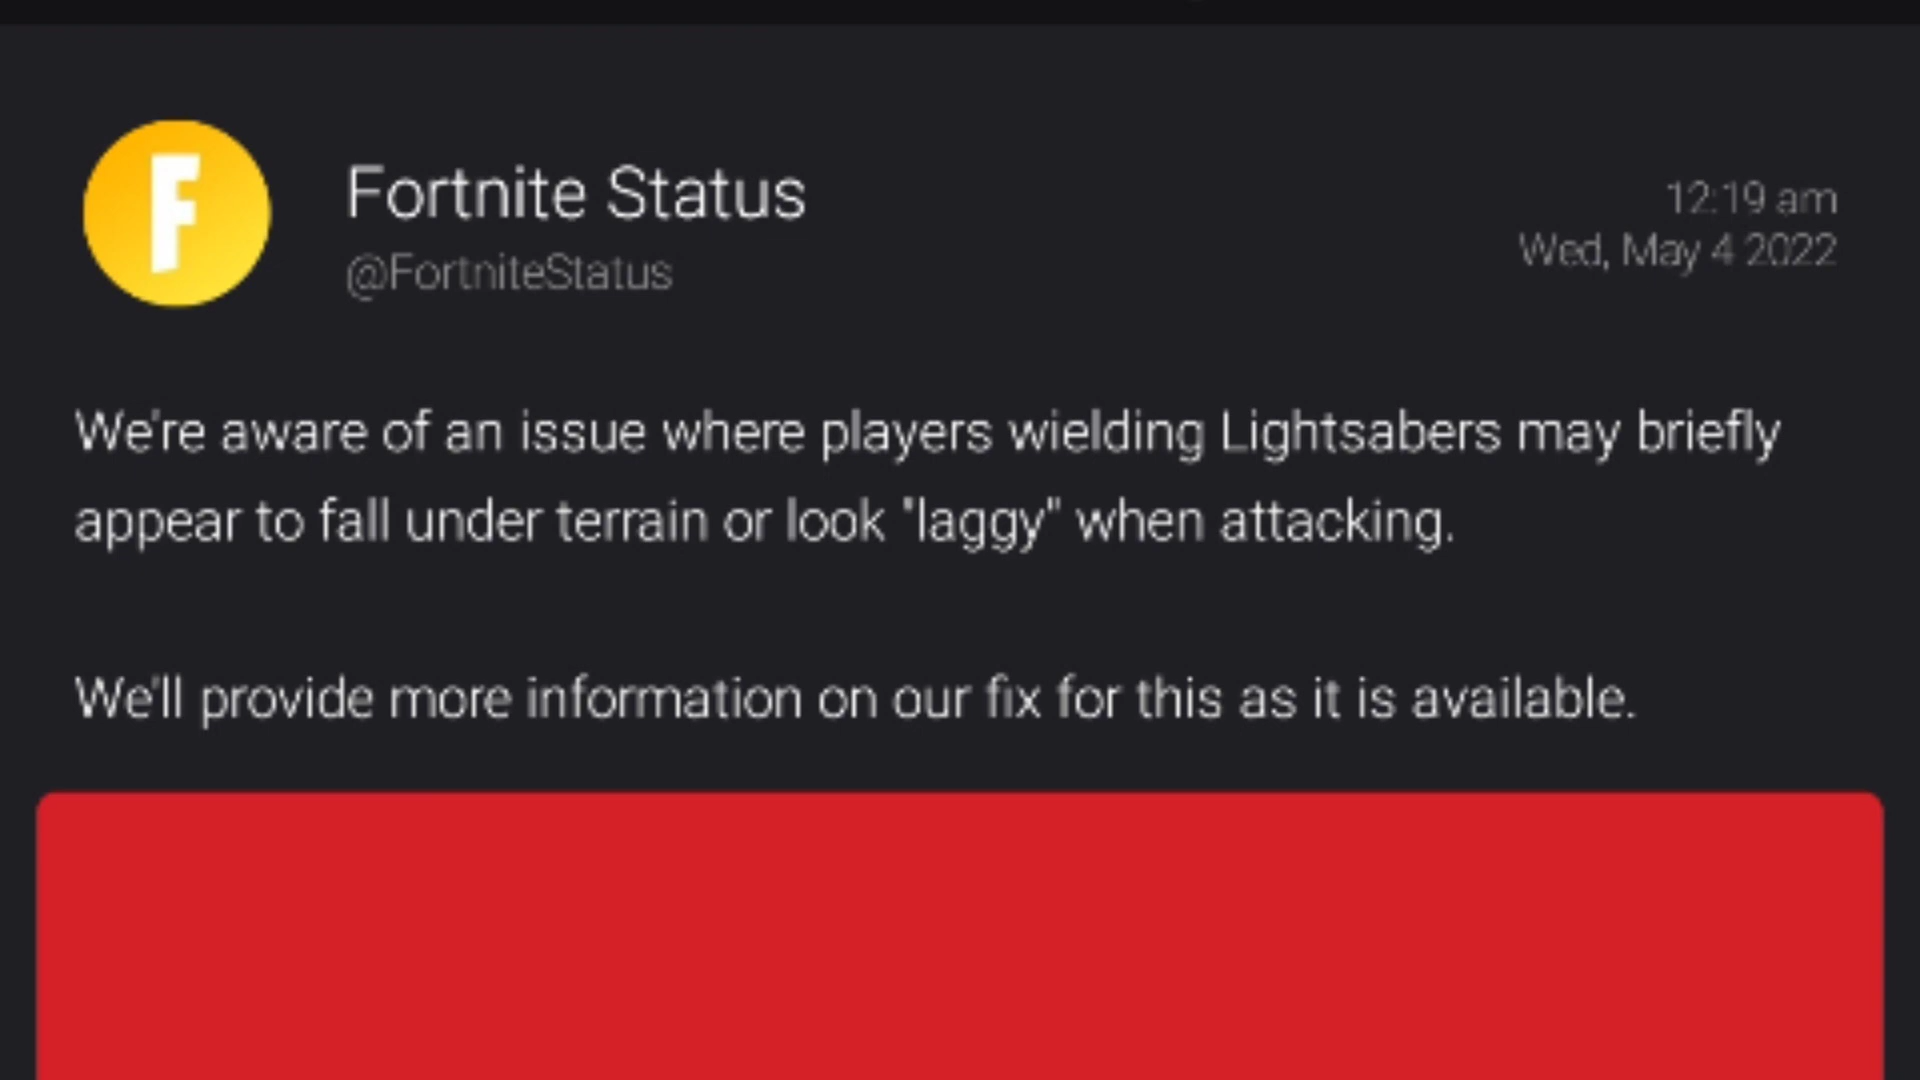 F
Fortnite Status
@FortniteStatus
12:19 am
Wed, May 4 2022
We're aware of an issue where players wielding Lightsabers may briefly
appear to fall under terrain or look "laggy" when attacking.
We'll provide more information on our fix for this as it is available.